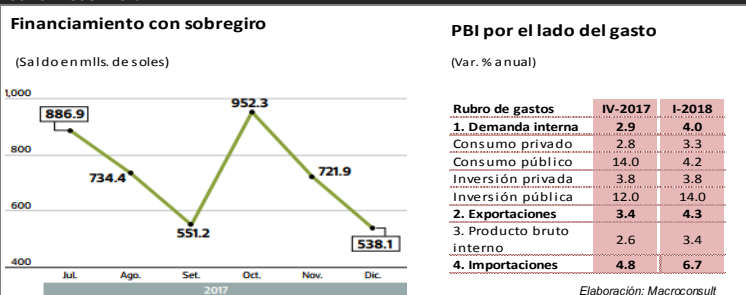 Financiamiento con sobregiro
(Saldo en mlls. de soles)
1,000
800
600
400
886.9
734.4
551.2
952.3
721.9
538.1
Jul. Ago. Set. Oct. Nov. Dic.
2017
PBI por el lado del gasto
(Var. % anual)
Rubro de gastos IV-2017 I-2018
1. Demanda interna 2.9 4.0
Consumo privado 2.8 3.3
Consumo público 14.0 4.2
Inversión privada 3.8 3.8
Inversión pública 12.0 14.0
2. Exportaciones 3.4 4.3
3. Producto bruto
interno 2.6 3.4
4. Importaciones 4.8 6.7
Elaboración: Macroconsult